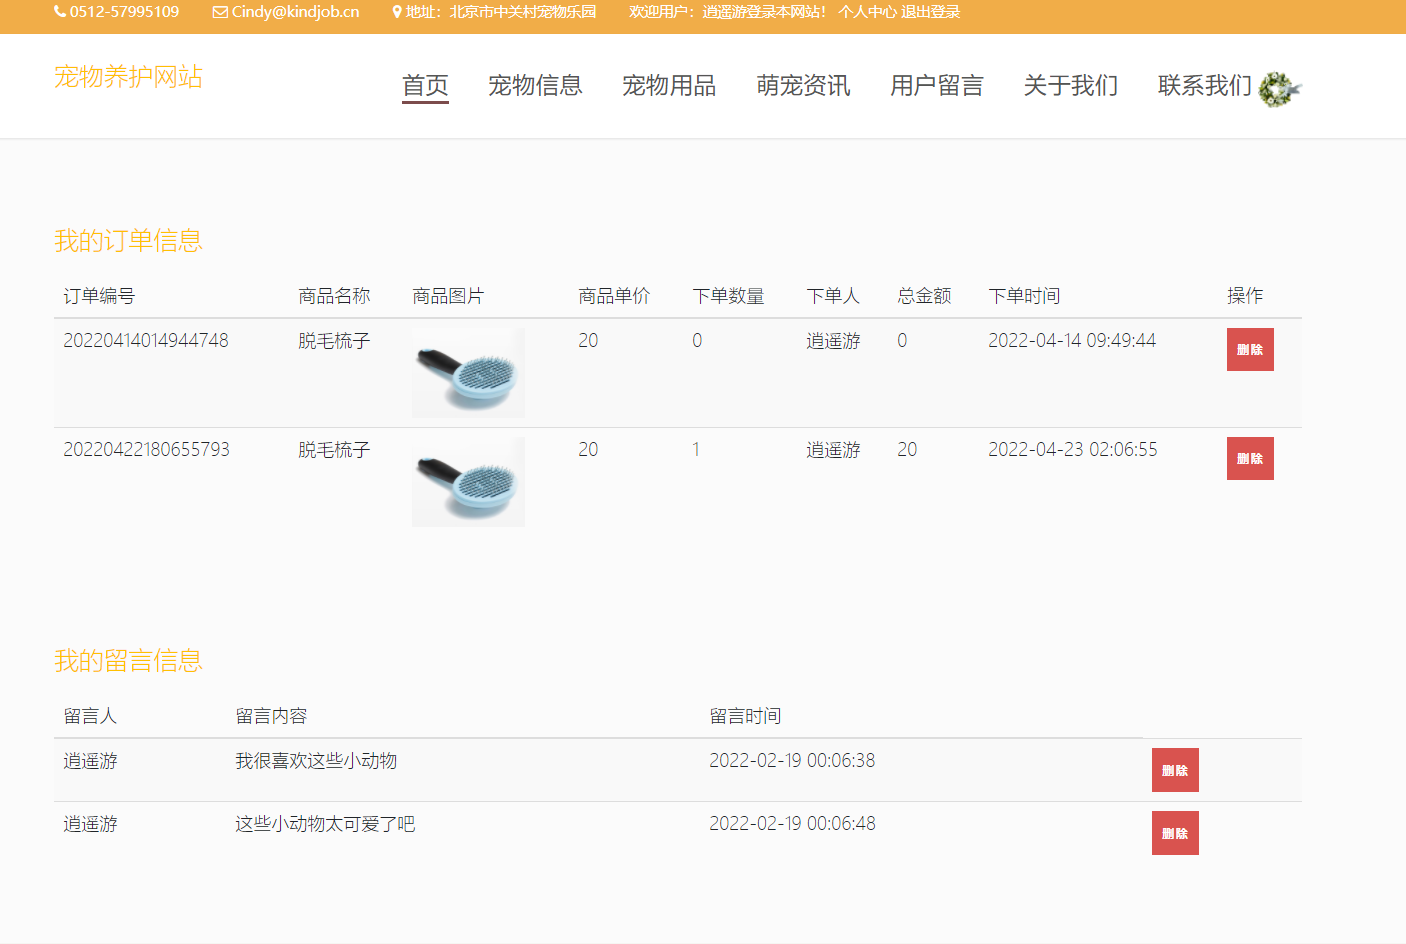 0512-57995109 Cindy@kindjob.cn 地址：北京市中关村宠物乐园 欢迎用户：逍遥游登录本网站！ 个人中心 退出登录
宠物养护网站
首页 宠物信息 宠物用品 萌宠资讯 用户留言 关于我们 联系我们
我的订单信息
订单编号 商品名称 商品图片 商品单价 下单数量 下单人 总金额 下单时间 操作
20220414014944748 脱毛梳子 20 0 逍遥游 0 2022-04-14 09:49:44 删除
20220422180655793 脱毛梳子 20 1 逍遥游 20 2022-04-23 02:06:55 删除
我的留言信息
留言人 留言内容 留言时间
逍遥游 我很喜欢这些小动物 2022-02-19 00:06:38 删除
逍遥游 这些小动物太可爱了吧 2022-02-19 00:06:48 删除